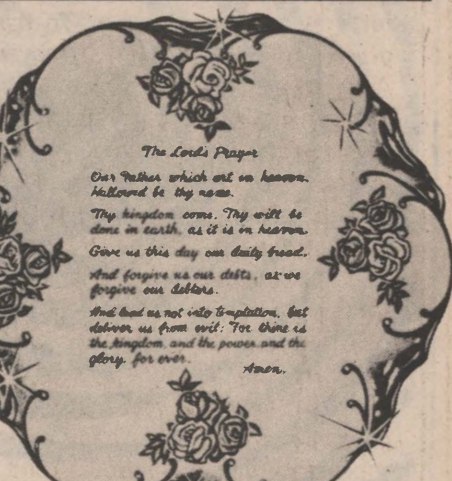 The Lord's Prayer
Our Father which art in heaven.
Hallowed be thy name.
Thy kingdom come. Thy will be
done in earth, as it is in heaven.
Give us this day our daily bread.
And forgive us our debts, as we
forgive our debtors.
And lead us not into temptation, but
deliver us from evil: For thine is
the kingdom, and the power, and the
glory, for ever.
Amen.